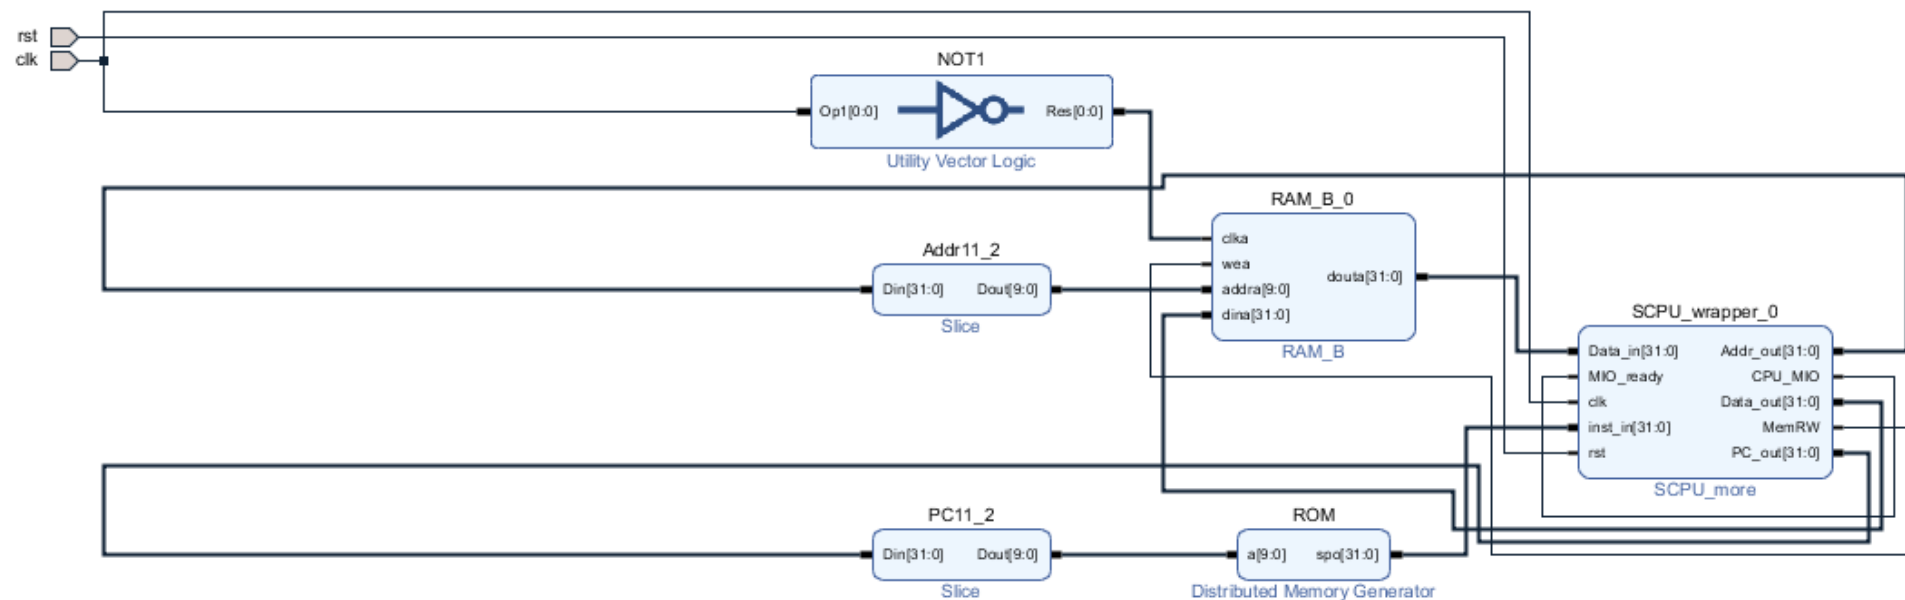 rst
clk
NOT1
Op1[0:0] Res[0:0]
Utility Vector Logic
RAM_B_0
clka
wea
addra[9:0]
dina[31:0]
douta[31:0]
RAM_B
Addr11_2
Din[31:0] Dout[9:0]
Slice
SCPU_wrapper_0
Data_in[31:0] Addr_out[31:0]
MIO_ready CPU_MIO
clk Data_out[31:0]
inst_in[31:0] MemRW
rst PC_out[31:0]
SCPU_more
PC11_2
Din[31:0] Dout[9:0]
Slice
ROM
a[9:0] spo[31:0]
Distributed Memory Generator